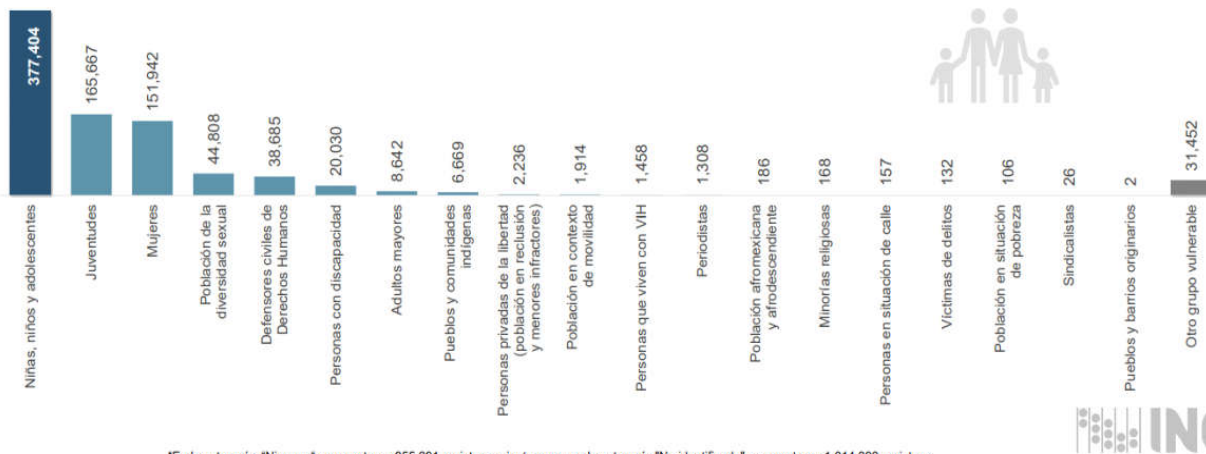 377,404
165,667
151,942
44,808
38,685
20,030
8,642
6,669
2,236
1,914
1,458
1,308
186
168
157
132
106
26
2
31,452
Niñas, niños y adolescentes
Juventudes
Mujeres
Población de la
diversidad sexual
Defensores civiles de
Derechos Humanos
Personas con discapacidad
Adultos mayores
Pueblos y comunidades
indígenas
Personas privadas de la libertad
(población en reclusión
y menores infractores)
Población en contexto
de movilidad
Personas que viven con VIH
Periodistas
Población afromexicana
y afrodescendiente
Minorías religiosas
Personas en situación de calle
Víctimas de delitos
Población en situación
de pobreza
Sindicalistas
Pueblos y barrios originarios
Otro grupo vulnerable